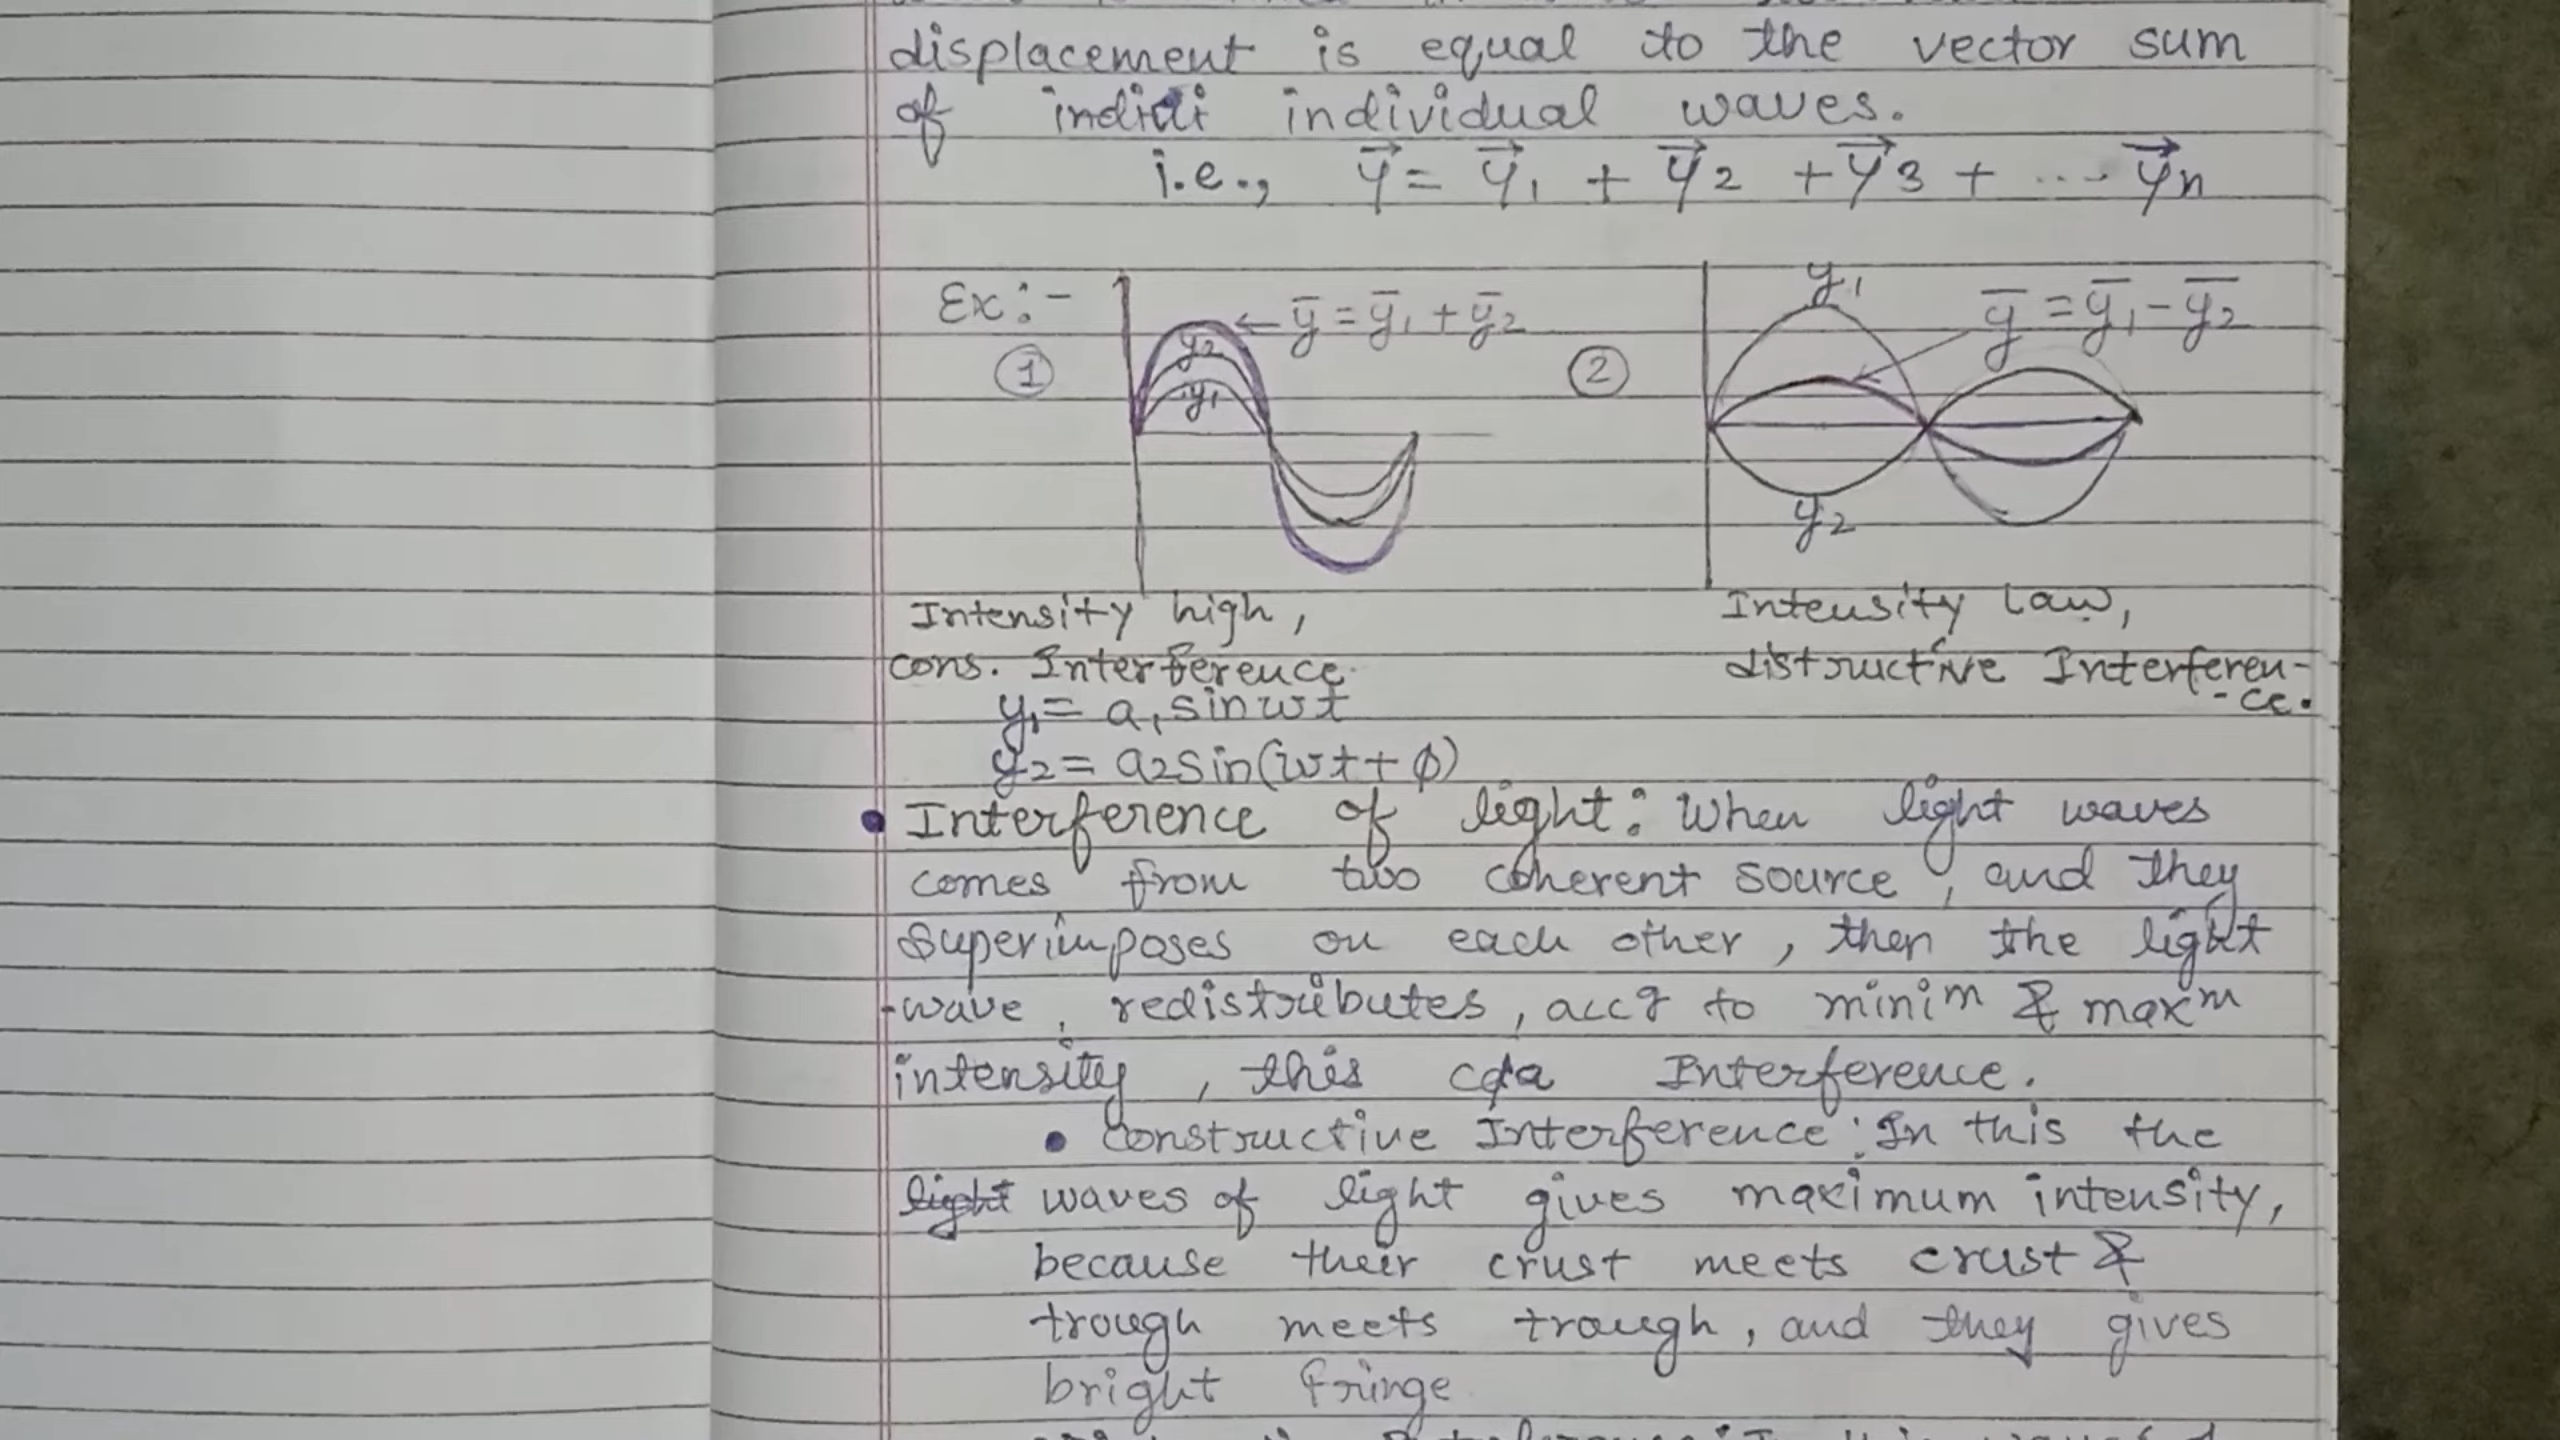 displacement is equal to the vector sum
of indivi individual waves.
i.e., y⃗ = y⃗1 + y⃗2 + y⃗3 + ... y⃗n
Ex:-
① y2 y1 ← ȳ = ȳ1 + ȳ2
② y1 ȳ = ȳ1 - ȳ2
y2
Intensity high,
cons. Interference.
Intensity Law,
distructive Interferen-
-ce.
y1 = a1 sin wt
y2 = a2 sin(wt + ϕ)
• Interference of light: When light waves
comes from two coherent source, and they
superimposes on each other, then the light
-wave, redistributes, accg to minim & maxm
intensity, this cda Interference.
• Constructive Interference: In this the
light waves of light gives maximum intensity,
because their crust meets crust &
trough meets trough, and they gives
bright fringe